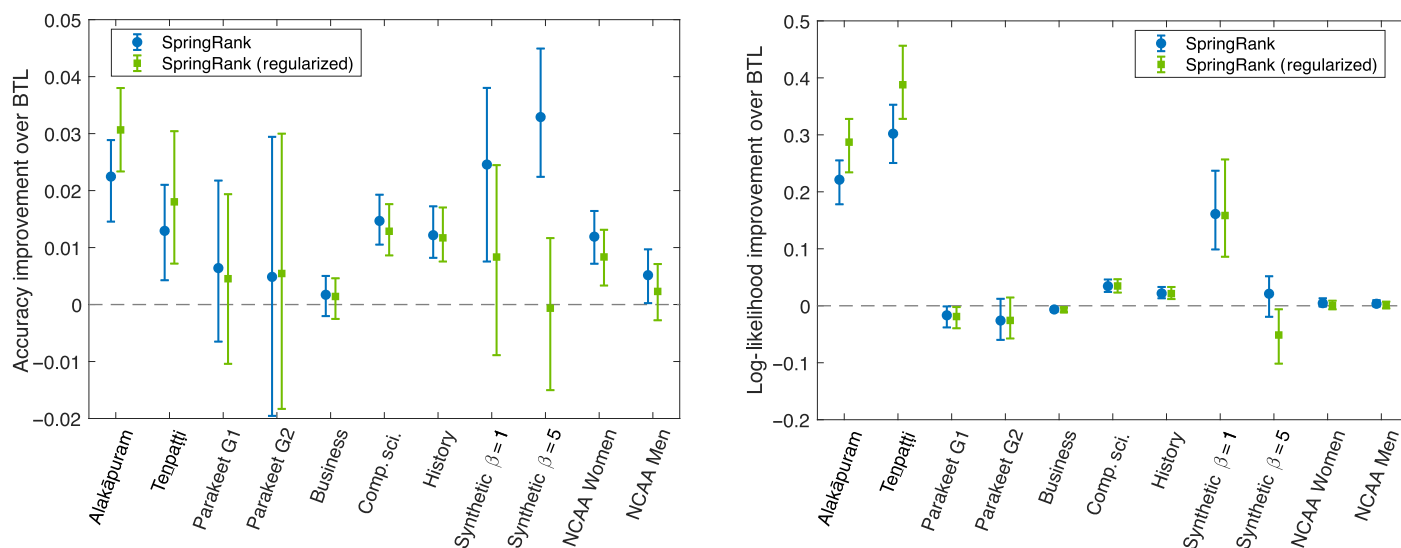 Accuracy improvement over BTL
0.05
0.04
0.03
0.02
0.01
0
−0.01
−0.02
SpringRank
SpringRank (regularized)
Alakāpuram
Teṉpaṭṭi
Parakeet G1
Parakeet G2
Business
Comp. sci.
History
Synthetic β = 1
Synthetic β = 5
NCAA Women
NCAA Men
Log-likelihood improvement over BTL
0.5
0.4
0.3
0.2
0.1
0
−0.1
−0.2
SpringRank
SpringRank (regularized)
Alakāpuram
Teṉpaṭṭi
Parakeet G1
Parakeet G2
Business
Comp. sci.
History
Synthetic β = 1
Synthetic β = 5
NCAA Women
NCAA Men